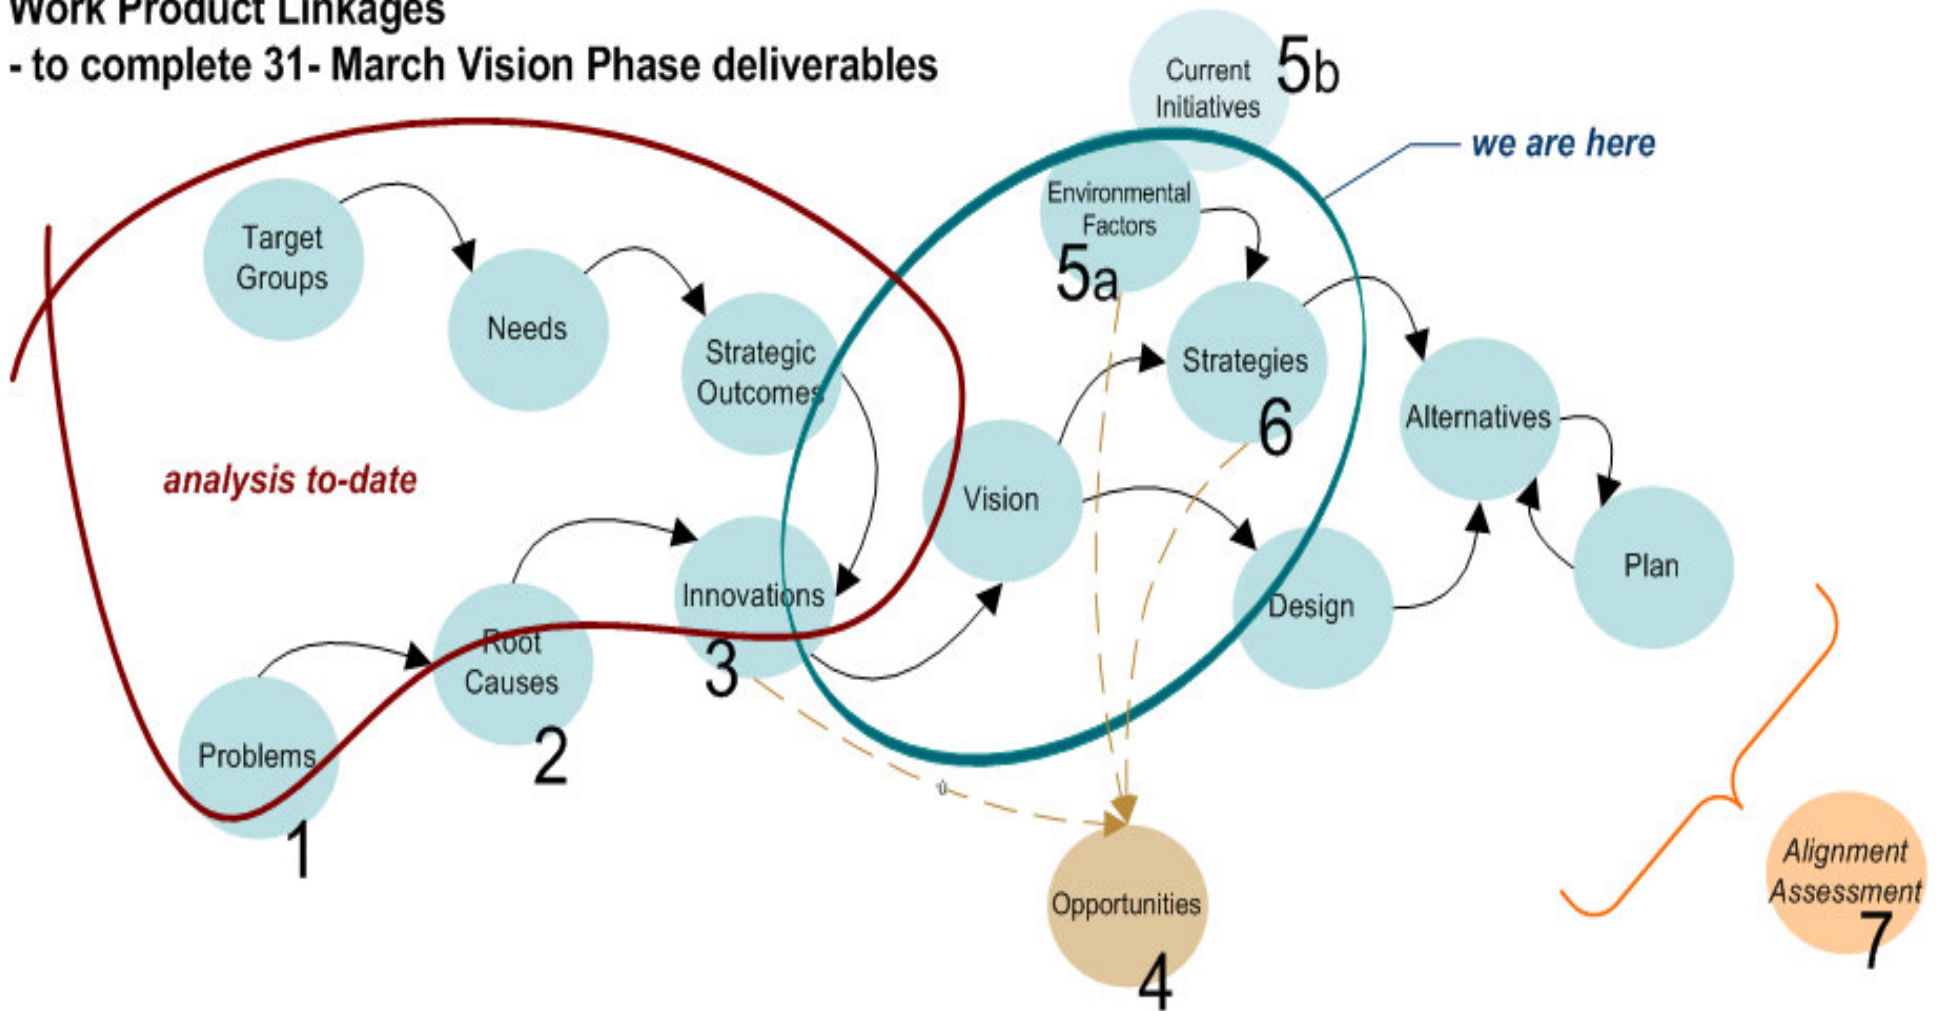 Work Product Linkages
- to complete 31- March Vision Phase deliverables
Current
Initiatives
5b
we are here
Environmental
Factors
5a
Target
Groups
Needs
Strategic
Outcomes
Strategies
6
Alternatives
analysis to-date
Vision
Innovations
3
Design
Plan
Root
Causes
2
Problems
1
Opportunities
4
Alignment
Assessment
7